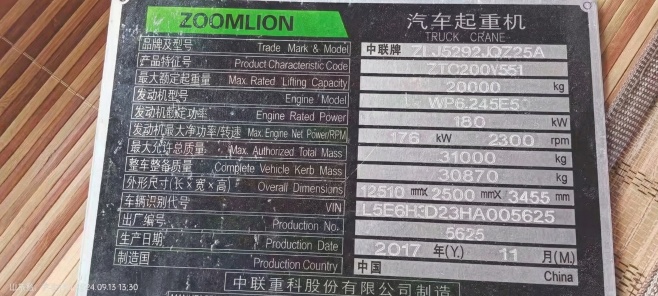 ZOOMLION 汽车起重机
TRUCK CRANE
品牌及型号 Trade Mark & Model 中联牌 ZLJ5292JQZ25A
产品特征号 Product Characteristic Code ZTC200V551
最大额定起重量 Max. Rated Lifting Capacity 20000 kg
发动机型号 Engine Model WP6.245E5
发动机额定功率 Engine Rated Power 180 kW
发动机最大净功率/转速 Max. Engine Net Power/RPM 176 kW 2300 rpm
最大允许总质量 Max. Authorized Total Mass 31000 kg
整车整备质量 Complete Vehicle Kerb Mass 30870 kg
外形尺寸(长×宽×高) Overall Dimensions 12510 mm× 2500 mm× 3455 mm
车辆识别代号 VIN
出厂编号 Production No. 5625
生产日期 Production Date 2017 年(Y.) 11 月(M.)
制造国 Production Country 中国 China
中联重科股份有限公司制造